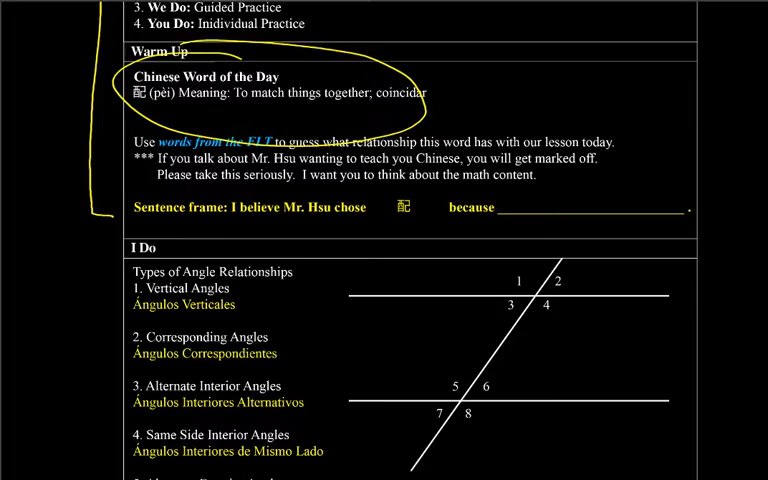 3. We Do: Guided Practice
4. You Do: Inidividual Practice
Warm Up
Chinese Word of the Day
配 (pèi) Meaning: To match things together; coincidar
Use words from the FLT to guess what relationship this word has with our lesson today.
*** If you talk about Mr. Hsu wanting to teach you Chinese, you will get marked off.
Please take this seriously. I want you to think about the math content.
Sentence frame: I believe Mr. Hsu chose 配 because ___________________________ .
I Do
Types of Angle Relationships
1. Vertical Angles
Ángulos Verticales
2. Corresponding Angles
Ángulos Correspondientes
3. Alternate Interior Angles
Ángulos Interiores Alternativos
4. Same Side Interior Angles
Ángulos Interiores de Mismo Lado
1 2
3 4
5 6
7 8